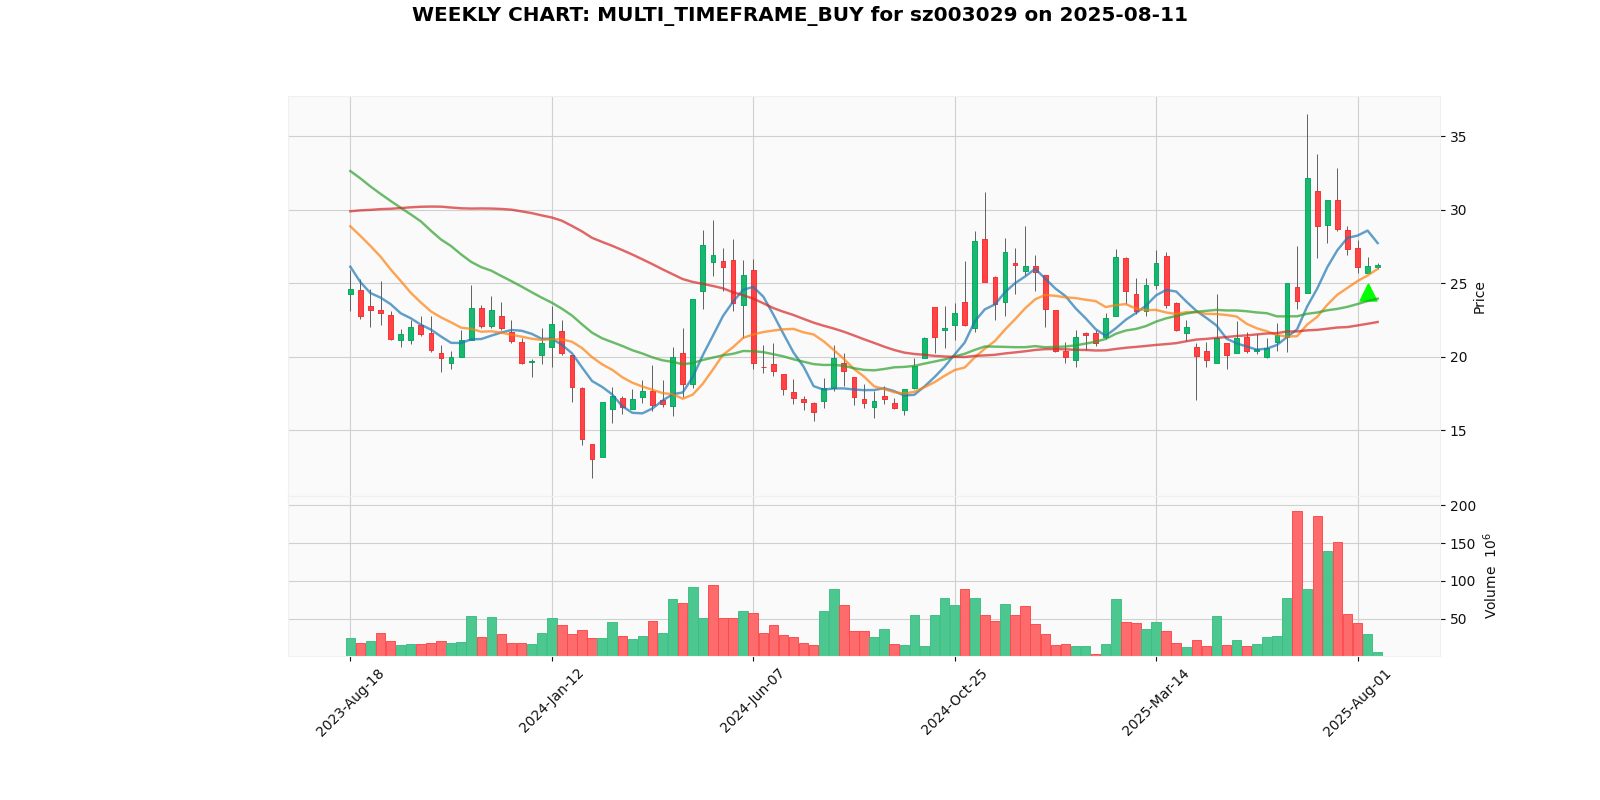 WEEKLY CHART: MULTI_TIMEFRAME_BUY for sz003029 on 2025-08-11
35
30
25
20
15
Price
200
150
100
50
Volume 10⁶
2023-Aug-18
2024-Jan-12
2024-Jun-07
2024-Oct-25
2025-Mar-14
2025-Aug-01